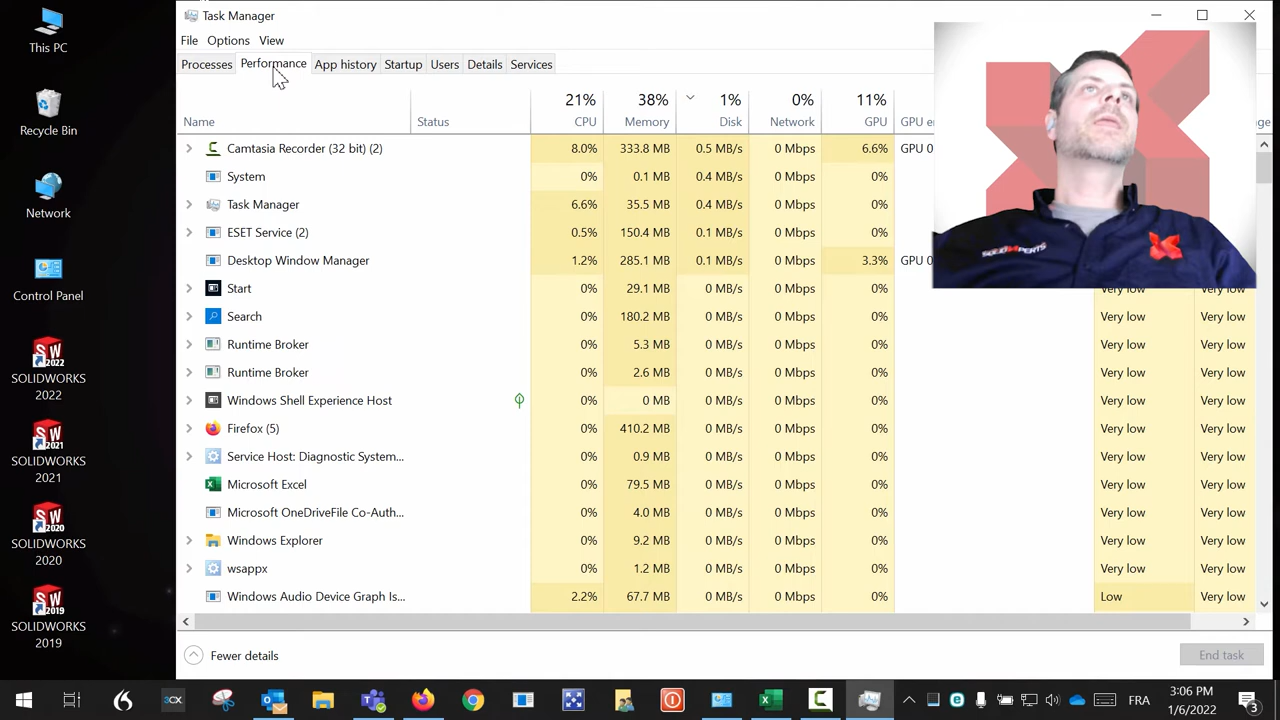 This PC
Recycle Bin
Network
Control Panel
SW
2022
SOLIDWORKS
2022
SW
2021
SOLIDWORKS
2021
SW
2020
SOLIDWORKS
2020
SW
2019
SOLIDWORKS
2019
Task Manager
File Options View
Processes Performance App history Startup Users Details Services
21% 38% 1% 0% 11%
Name Status CPU Memory Disk Network GPU GPU
Camtasia Recorder (32 bit) (2) 8.0% 333.8 MB 0.5 MB/s 0 Mbps 6.6% GPU 0
System 0% 0.1 MB 0.4 MB/s 0 Mbps 0%
Task Manager 6.6% 35.5 MB 0.4 MB/s 0 Mbps 0%
ESET Service (2) 0.5% 150.4 MB 0.1 MB/s 0 Mbps 0%
Desktop Window Manager 1.2% 285.1 MB 0.1 MB/s 0 Mbps 3.3% GPU 0
Start 0% 29.1 MB 0 MB/s 0 Mbps 0% Very low Very low
Search 0% 180.2 MB 0 MB/s 0 Mbps 0% Very low Very low
Runtime Broker 0% 5.3 MB 0 MB/s 0 Mbps 0% Very low Very low
Runtime Broker 0% 2.6 MB 0 MB/s 0 Mbps 0% Very low Very low
Windows Shell Experience Host 0% 0 MB 0 MB/s 0 Mbps 0% Very low Very low
Firefox (5) 0% 410.2 MB 0 MB/s 0 Mbps 0% Very low Very low
Service Host: Diagnostic System... 0% 0.9 MB 0 MB/s 0 Mbps 0% Very low Very low
Microsoft Excel 0% 79.5 MB 0 MB/s 0 Mbps 0% Very low Very low
Microsoft OneDriveFile Co-Auth... 0% 4.0 MB 0 MB/s 0 Mbps 0% Very low Very low
Windows Explorer 0% 9.2 MB 0 MB/s 0 Mbps 0% Very low Very low
wsappx 0% 1.2 MB 0 MB/s 0 Mbps 0% Very low Very low
Windows Audio Device Graph Is... 2.2% 67.7 MB 0 MB/s 0 Mbps 0% Low Very low
Fewer details
End task
3CX
FRA
3:06 PM
1/6/2022
3